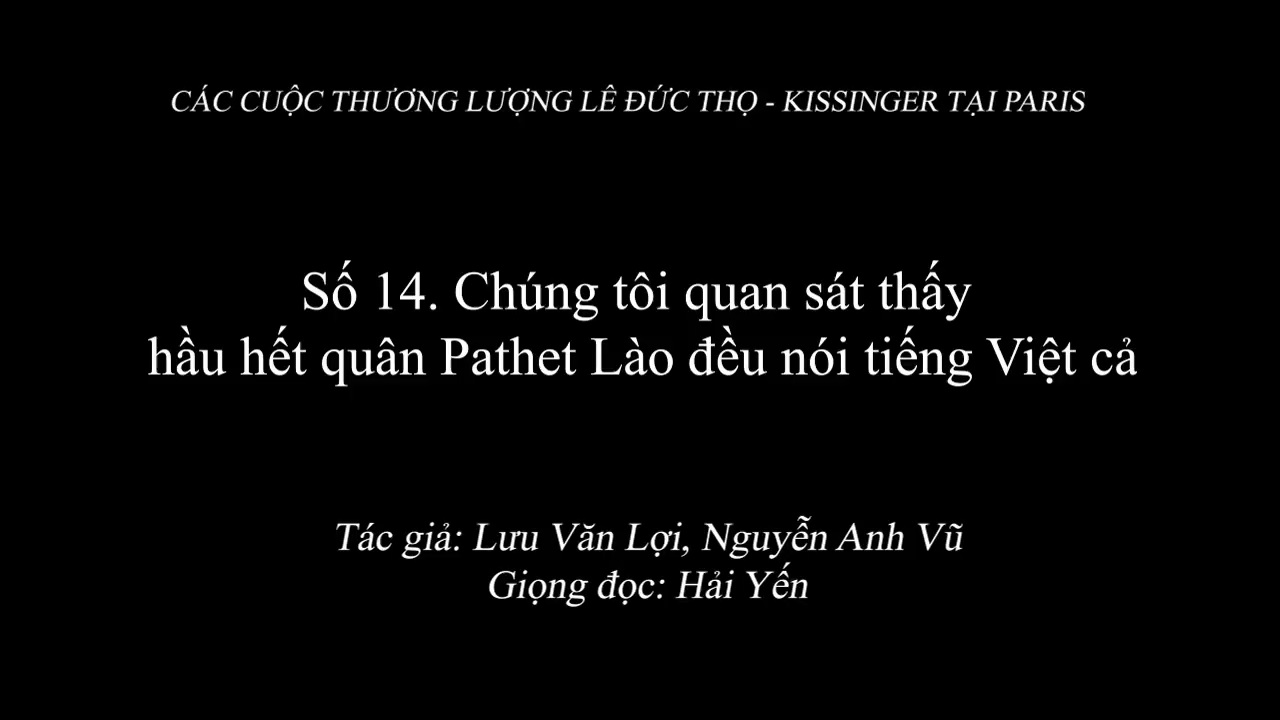 CÁC CUỘC THƯƠNG LƯỢNG LÊ ĐỨC THỌ - KISSINGER TẠI PARIS
Số 14. Chúng tôi quan sát thấy
hầu hết quân Pathet Lào đều nói tiếng Việt cả
Tác giả: Lưu Văn Lợi, Nguyễn Anh Vũ
Giọng đọc: Hải Yến